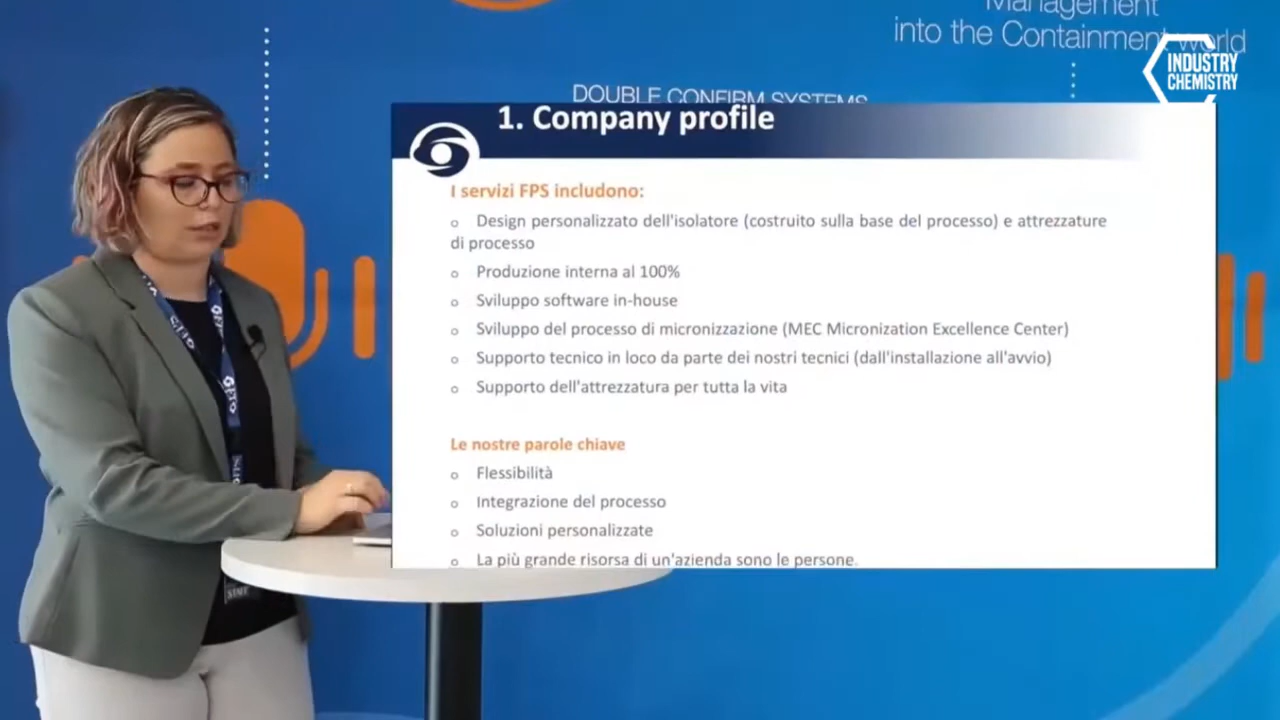 Management
into the Containment World
INDUSTRY
CHEMISTRY
DOUBLE CONFIRM SYSTEMS
1. Company profile
I servizi FPS includono:
o Design personalizzato dell'isolatore (costruito sulla base del processo) e attrezzature
di processo
o Produzione interna al 100%
o Sviluppo software in-house
o Sviluppo del processo di micronizzazione (MEC Micronization Excellence Center)
o Supporto tecnico in loco da parte dei nostri tecnici (dall'installazione all'avvio)
o Supporto dell'attrezzatura per tutta la vita
Le nostre parole chiave
o Flessibilità
o Integrazione del processo
o Soluzioni personalizzate
o La più grande risorsa di un'azienda sono le persone.